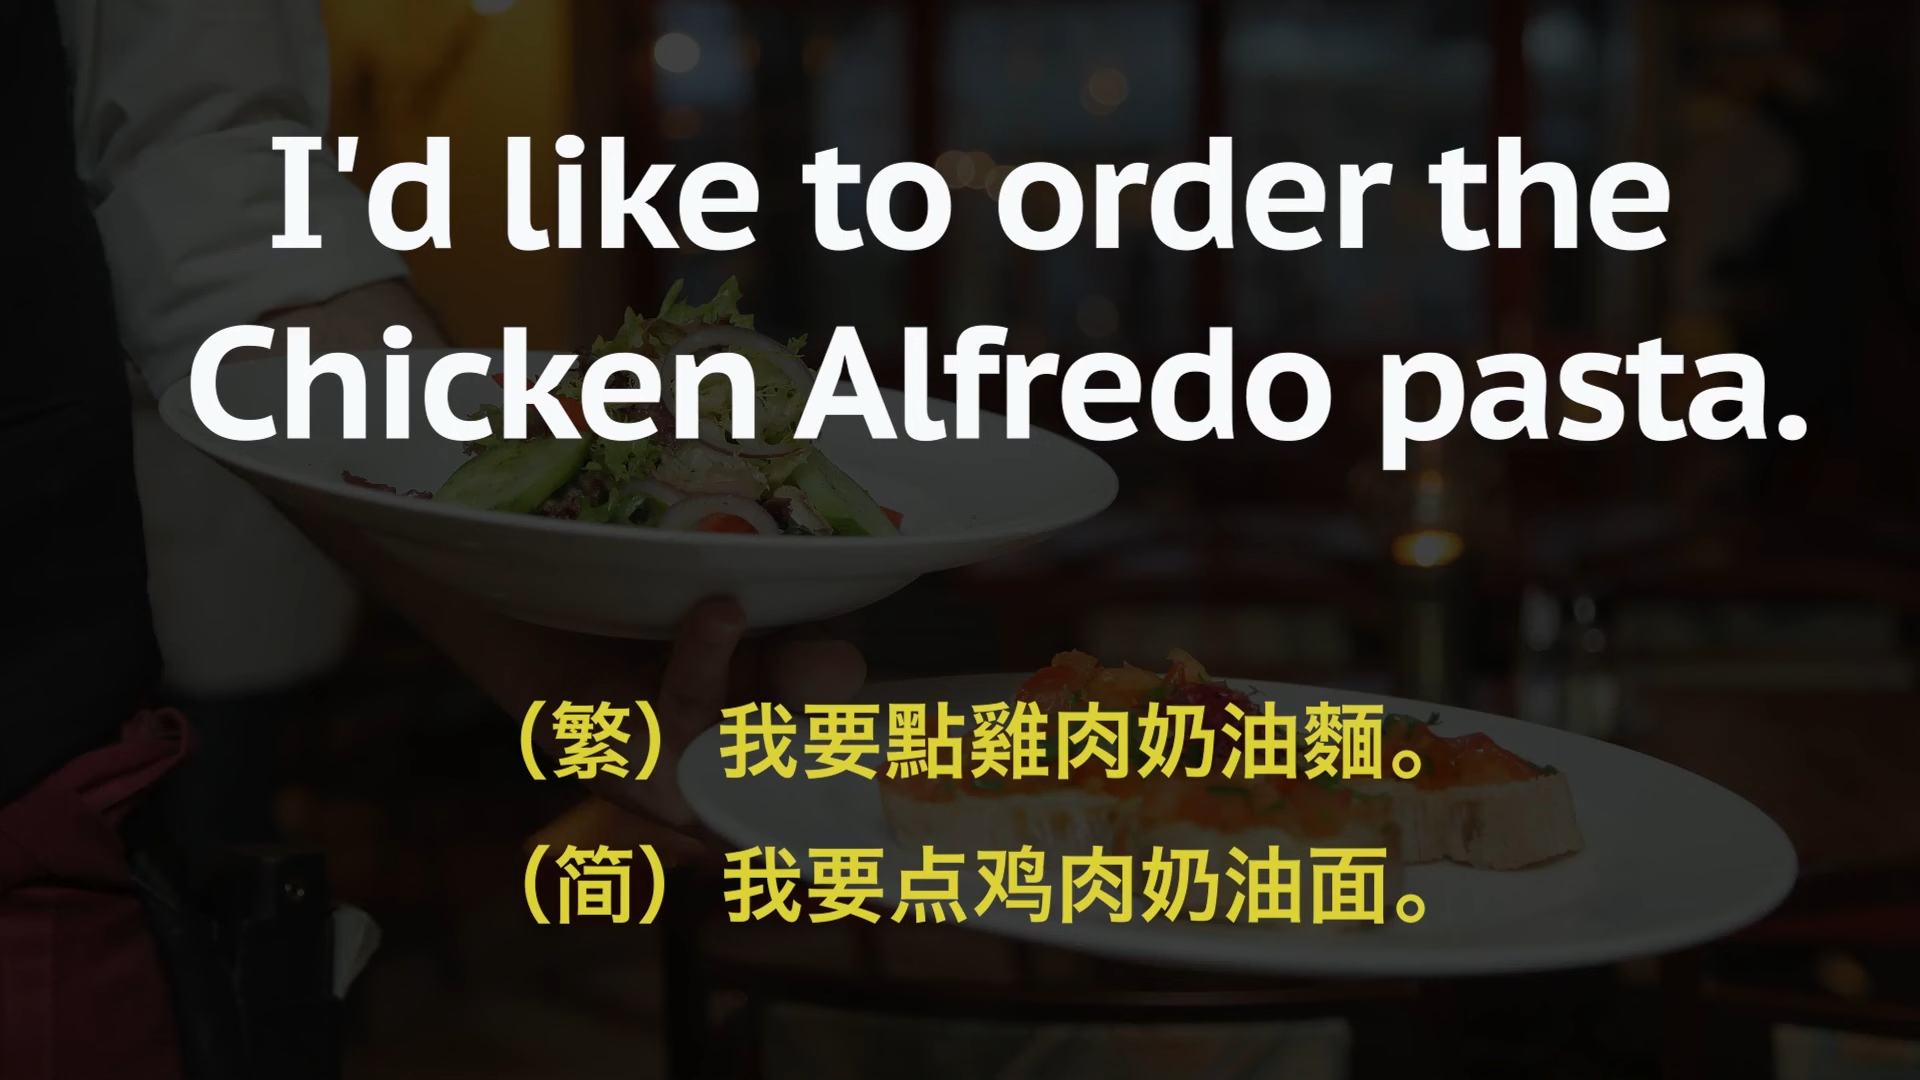 I'd like to order the
Chicken Alfredo pasta.
（繁）我要點雞肉奶油麵。
（简）我要点鸡肉奶油面。